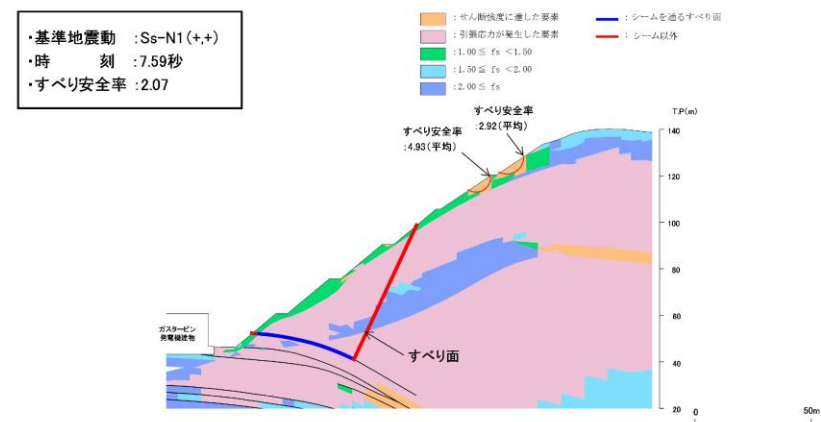 ・基準地震動　：Ss-N1(+,+)
・時　　　刻　：7.59秒
・すべり安全率：2.07
：せん断強度に達した要素
：引張応力が発生した要素
：1.00≦ fs <1.50
：1.50≦ fs <2.00
：2.00≦ fs
：シームを通るすべり面
：シーム以外
T.P(m)
すべり安全率
：2.92(平均)
すべり安全率
：4.93(平均)
140
120
100
80
60
40
20
ガスタービン
発電機建物
すべり面
0
50m